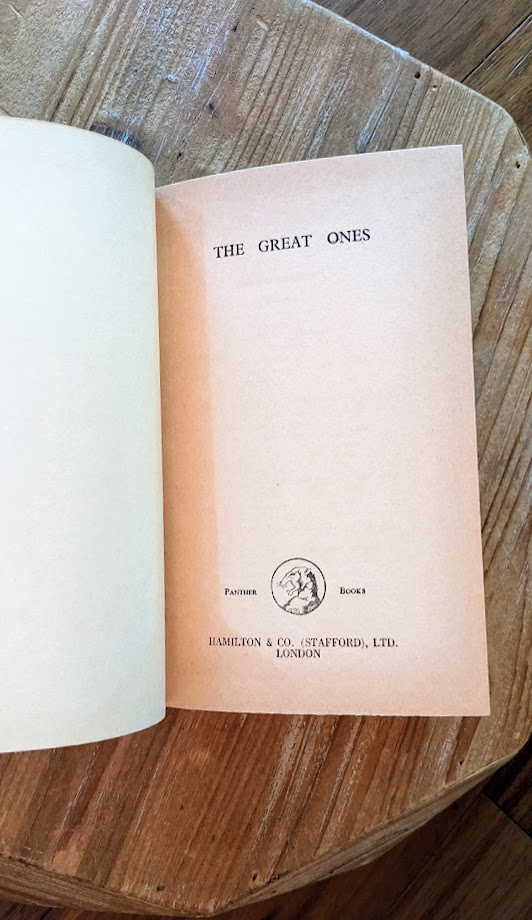 THE GREAT ONES
PANTHER BOOKS
HAMILTON & CO. (STAFFORD), LTD.
LONDON